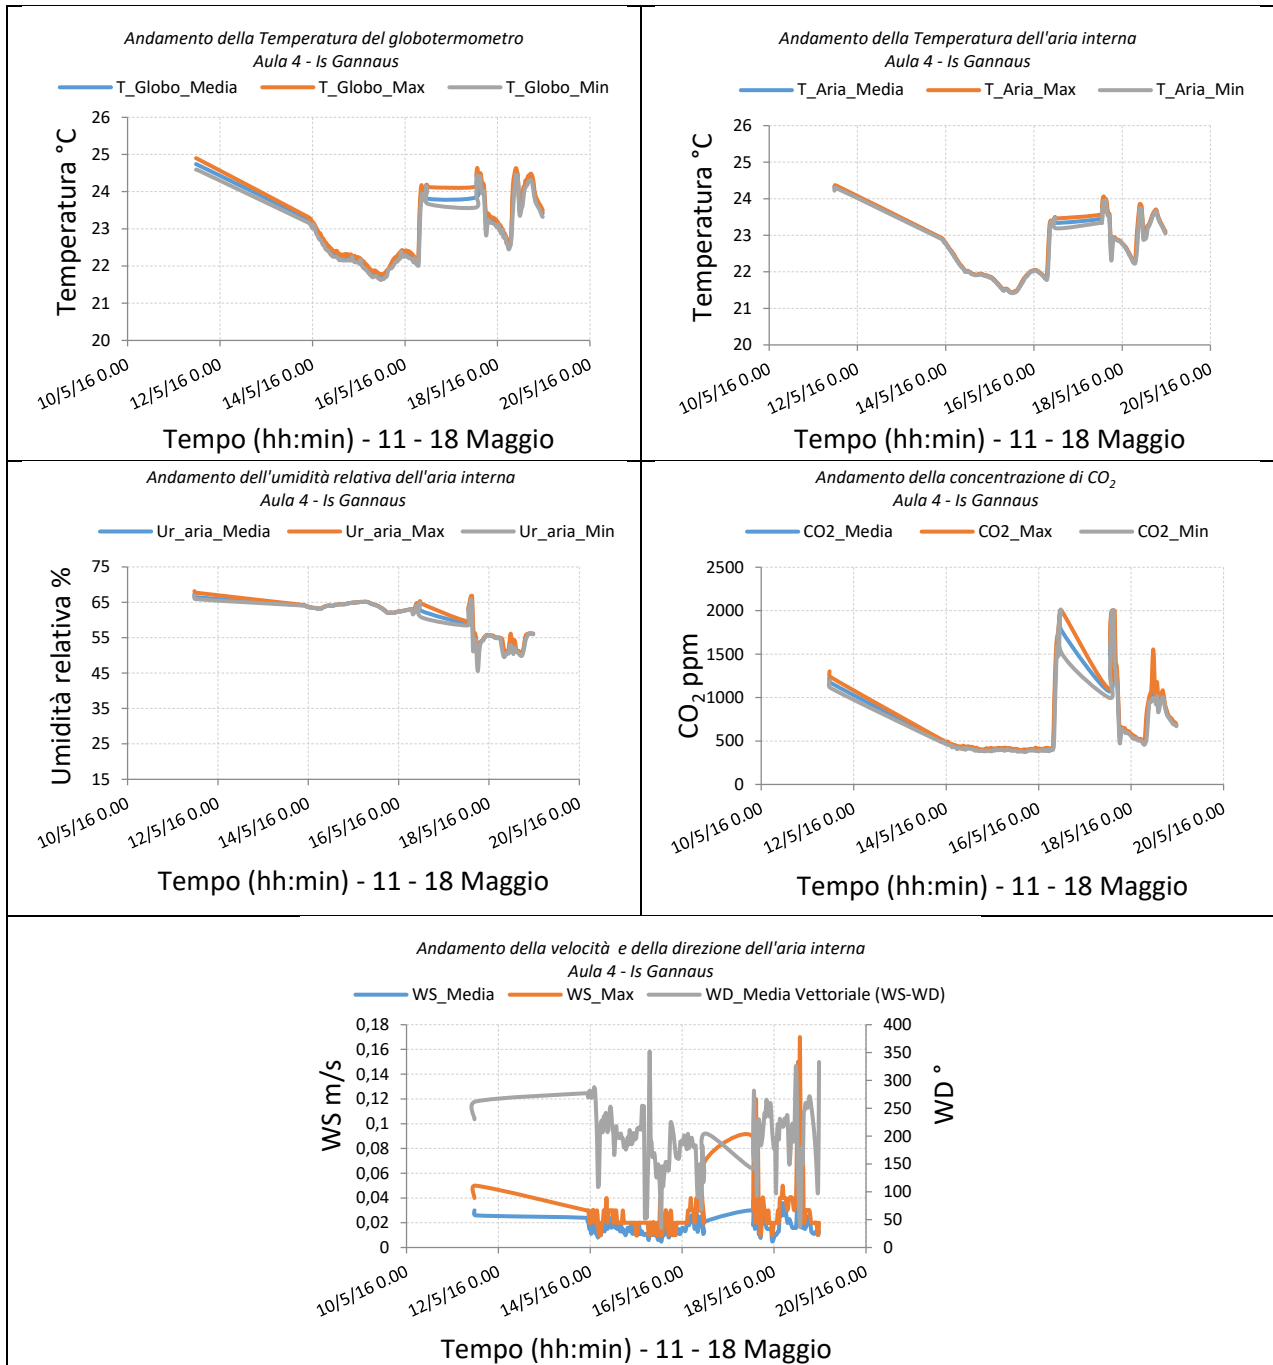 Andamento della Temperatura del globotermometro
Aula 4 - Is Gannaus
T_Globo_Media T_Globo_Max T_Globo_Min
26
25
24
23
22
21
20
Temperatura °C
10/5/16 0.00 12/5/16 0.00 14/5/16 0.00 16/5/16 0.00 18/5/16 0.00 20/5/16 0.00
Tempo (hh:min) - 11 - 18 Maggio
Andamento della Temperatura dell'aria interna
Aula 4 - Is Gannaus
T_Aria_Media T_Aria_Max T_Aria_Min
26
25
24
23
22
21
20
Temperatura °C
10/5/16 0.00 12/5/16 0.00 14/5/16 0.00 16/5/16 0.00 18/5/16 0.00 20/5/16 0.00
Tempo (hh:min) - 11 - 18 Maggio
Andamento dell'umidità relativa dell'aria interna
Aula 4 - Is Gannaus
Ur_aria_Media Ur_aria_Max Ur_aria_Min
75
65
55
45
35
25
15
Umidità relativa %
10/5/16 0.00 12/5/16 0.00 14/5/16 0.00 16/5/16 0.00 18/5/16 0.00 20/5/16 0.00
Tempo (hh:min) - 11 - 18 Maggio
Andamento della concentrazione di CO2
Aula 4 - Is Gannaus
CO2_Media CO2_Max CO2_Min
2500
2000
1500
1000
500
0
CO2 ppm
10/5/16 0.00 12/5/16 0.00 14/5/16 0.00 16/5/16 0.00 18/5/16 0.00 20/5/16 0.00
Tempo (hh:min) - 11 - 18 Maggio
Andamento della velocità e della direzione dell'aria interna
Aula 4 - Is Gannaus
WS_Media WS_Max WD_Media Vettoriale (WS-WD)
0,18
0,16
0,14
0,12
0,1
0,08
0,06
0,04
0,02
0
WS m/s
400
350
300
250
200
150
100
50
0
WD °
10/5/16 0.00 12/5/16 0.00 14/5/16 0.00 16/5/16 0.00 18/5/16 0.00 20/5/16 0.00
Tempo (hh:min) - 11 - 18 Maggio